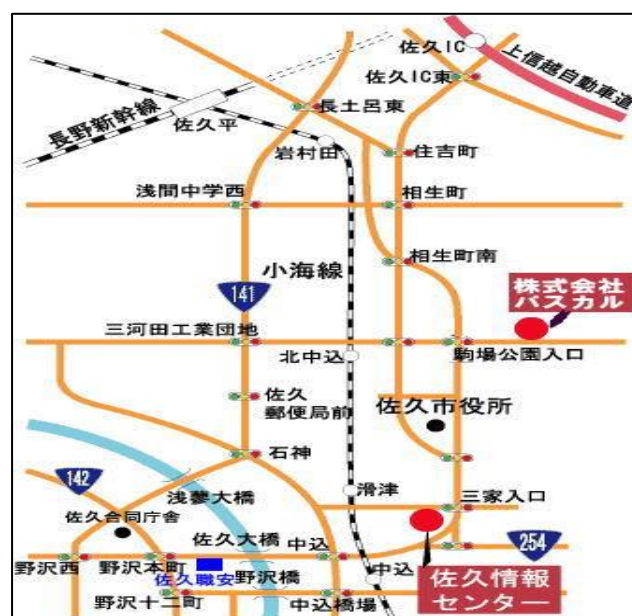 佐久IC
上信越自動車道
佐久IC東
長野新幹線
佐久平
長土呂東
岩村田
住吉町
浅間中学西
相生町
小海線
相生町南
141
株式会社
パスカル
三河田工業団地
北中込
駒場公園入口
佐久
郵便局前
佐久市役所
石神
142
浅蓼大橋
滑津
三家入口
佐久合同庁舎
佐久大橋
中込
254
野沢西
野沢本町
佐久職安
野沢橋
中込
佐久情報
センター
野沢十二町
中込橋場